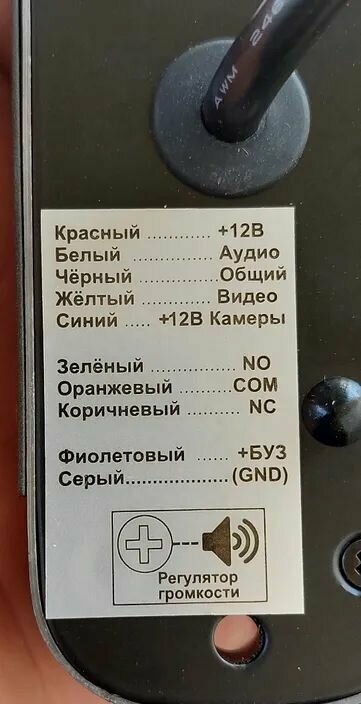 AWM 246
Красный .......... +12В
Белый ............ Аудио
Чёрный .......... Общий
Жёлтый .......... Видео
Синий ..... +12В Камеры
Зелёный ............ NO
Оранжевый .......... COM
Коричневый .......... NC
Фиолетовый ...... +БУЗ
Серый.................... (GND)
Регулятор
громкости